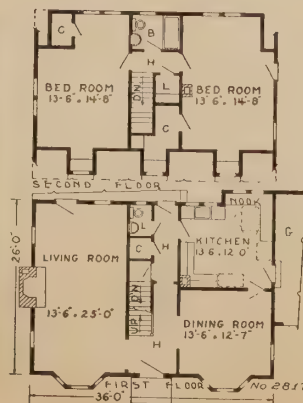 C
B
H
BED ROOM
13'-6" × 14'-8"
L
DN
BED ROOM
13'-6" × 14'-8"
C
SECOND FLOOR
NOOK
L
C
H
KITCHEN
13'6" 12'0"
G
LIVING ROOM
26'-0"
13'-6" × 25'-0"
DN
UP
DINING ROOM
13'-6" × 12'-7"
H
FIRST FLOOR
No 2817
36'-0"